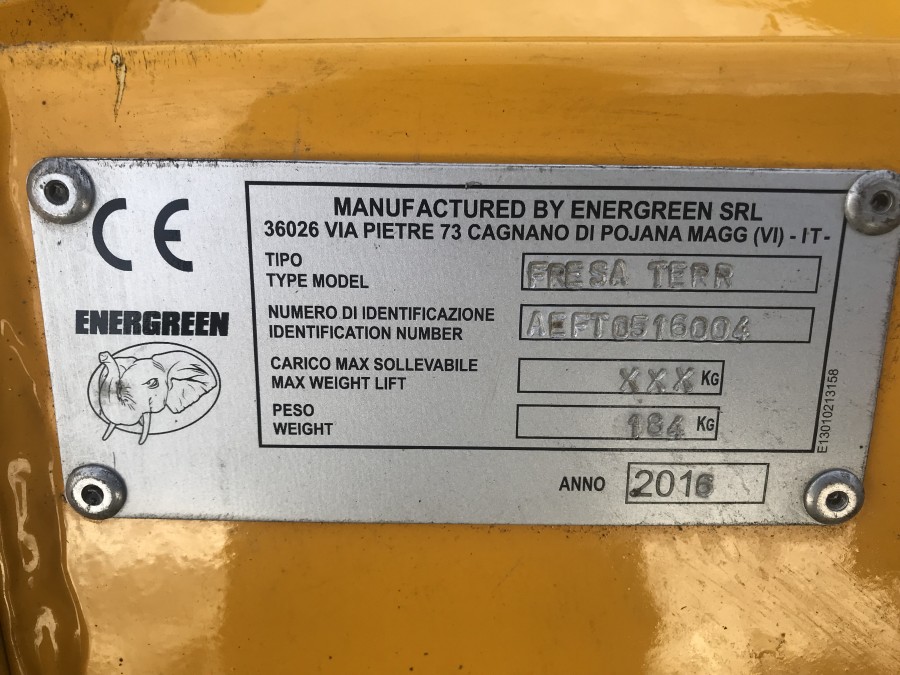 CE
ENERGREEN
MANUFACTURED BY ENERGREEN SRL
36026 VIA PIETRE 73 CAGNANO DI POJANA MAGG (VI) - IT-
TIPO
TYPE MODEL
FRESA TERR
NUMERO DI IDENTIFICAZIONE
IDENTIFICATION NUMBER
AEFT0516004
CARICO MAX SOLLEVABILE
MAX WEIGHT LIFT
XXX Kg
PESO
WEIGHT
184 Kg
E13010213158
ANNO 2016